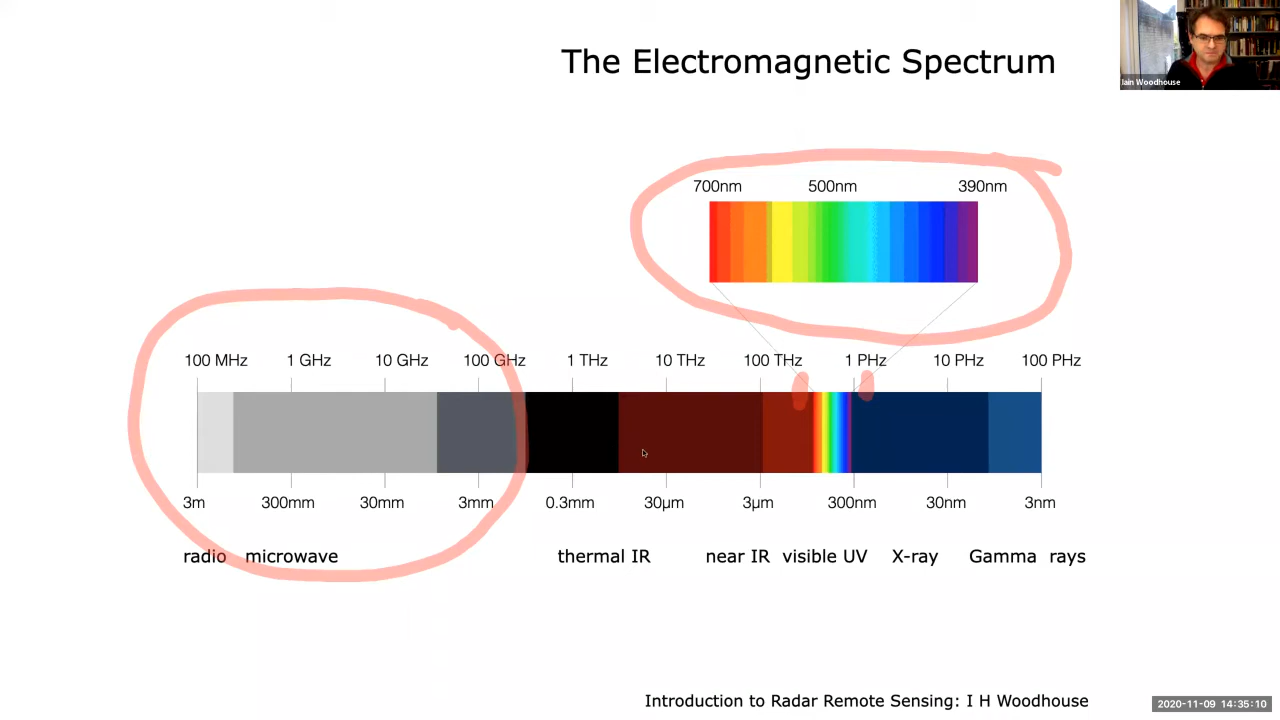 The Electromagnetic Spectrum
Iain Woodhouse
700nm 500nm 390nm
100 MHz 1 GHz 10 GHz 100 GHz 1 THz 10 THz 100 THz 1 PHz 10 PHz 100 PHz
3m 300mm 30mm 3mm 0.3mm 30µm 3µm 300nm 30nm 3nm
radio microwave thermal IR near IR visible UV X-ray Gamma rays
Introduction to Radar Remote Sensing: I H Woodhouse
2020-11-09 14:35:10